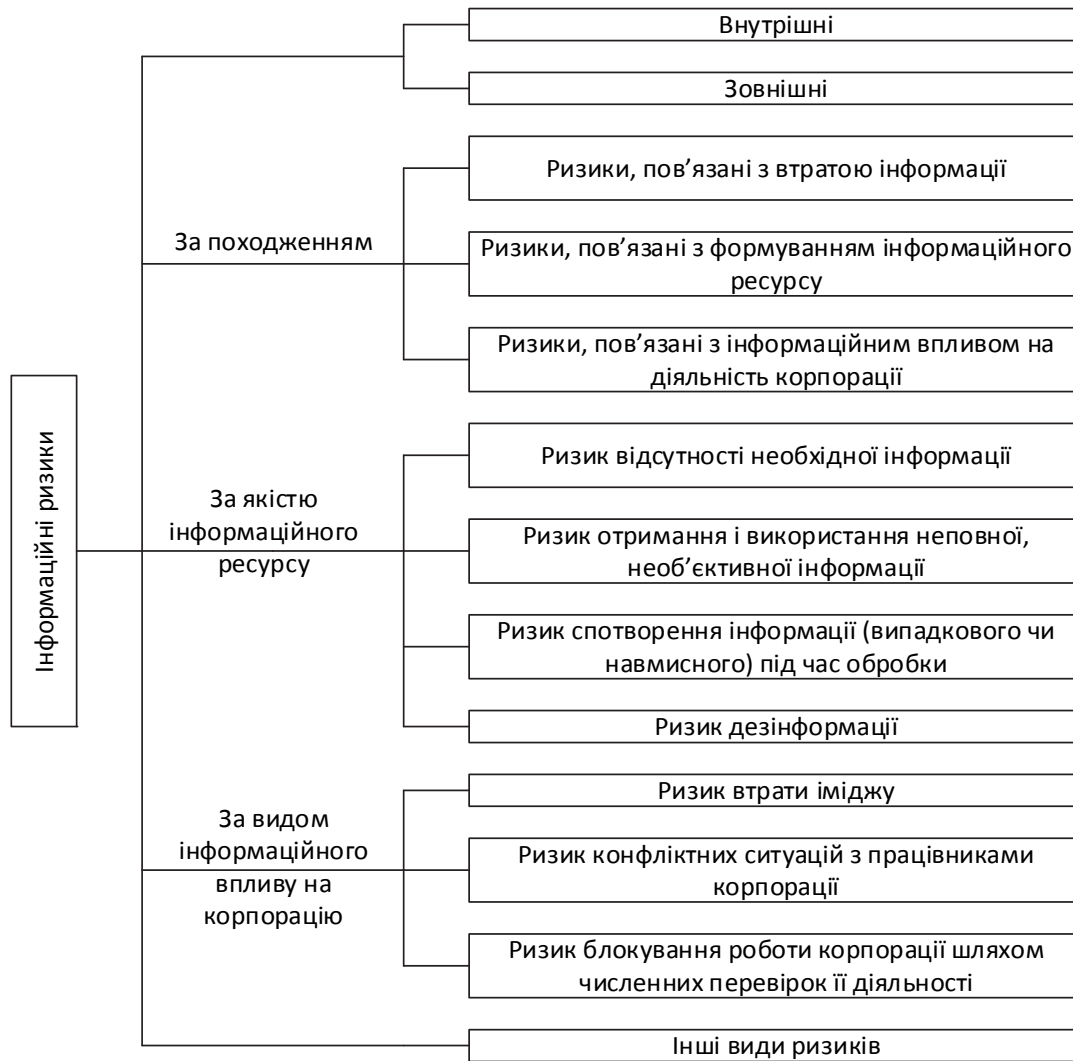 Внутрішні
Зовнішні
Ризики, пов’язані з втратою інформації
За походженням
Ризики, пов’язані з формуванням інформаційного
ресурсу
Ризики, пов’язані з інформаційним впливом на
діяльність корпорації
Інформаційні ризики
Ризик відсутності необхідної інформації
За якістю
інформаційного
ресурсу
Ризик отримання і використання неповної,
необ’єктивної інформації
Ризик спотворення інформації (випадкового чи
навмисного) під час обробки
Ризик дезінформації
Ризик втрати іміджу
За видом
інформаційного
впливу на
корпорацію
Ризик конфліктних ситуацій з працівниками
корпорації
Ризик блокування роботи корпорації шляхом
численних перевірок її діяльності
Інші види ризиків